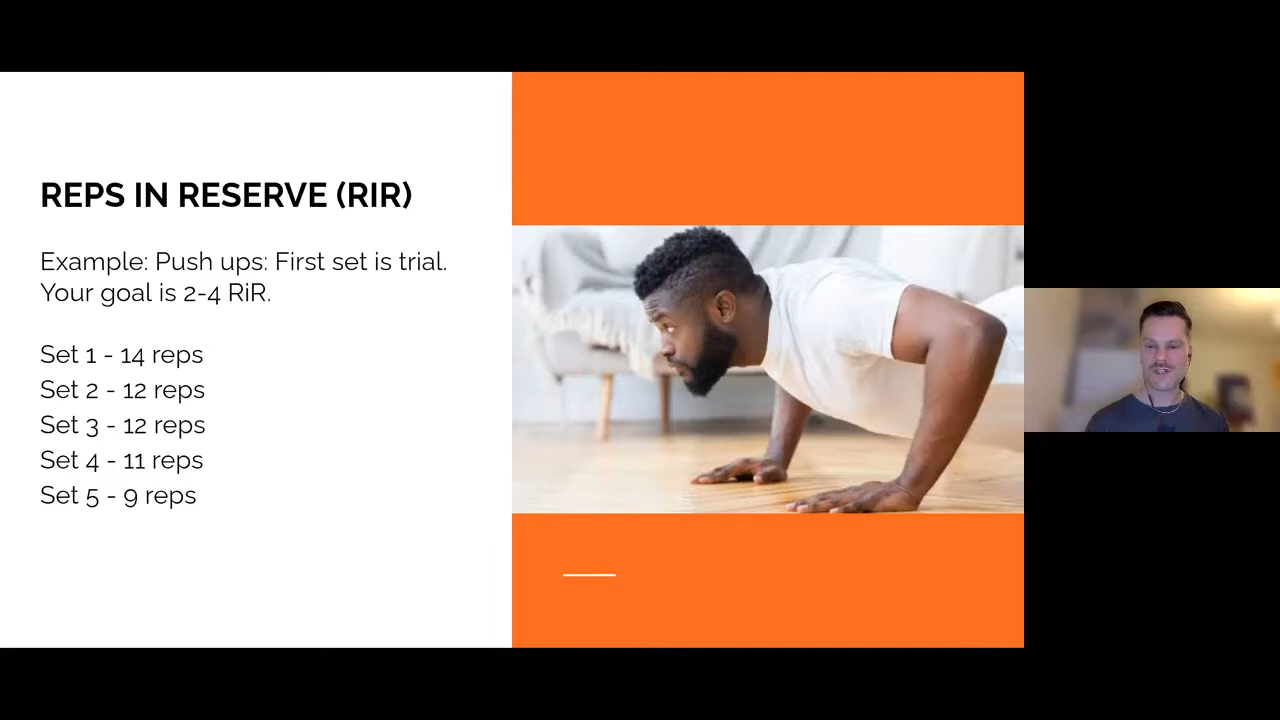 REPS IN RESERVE (RIR)
Example: Push ups: First set is trial.
Your goal is 2-4 RiR.
Set 1 - 14 reps
Set 2 - 12 reps
Set 3 - 12 reps
Set 4 - 11 reps
Set 5 - 9 reps